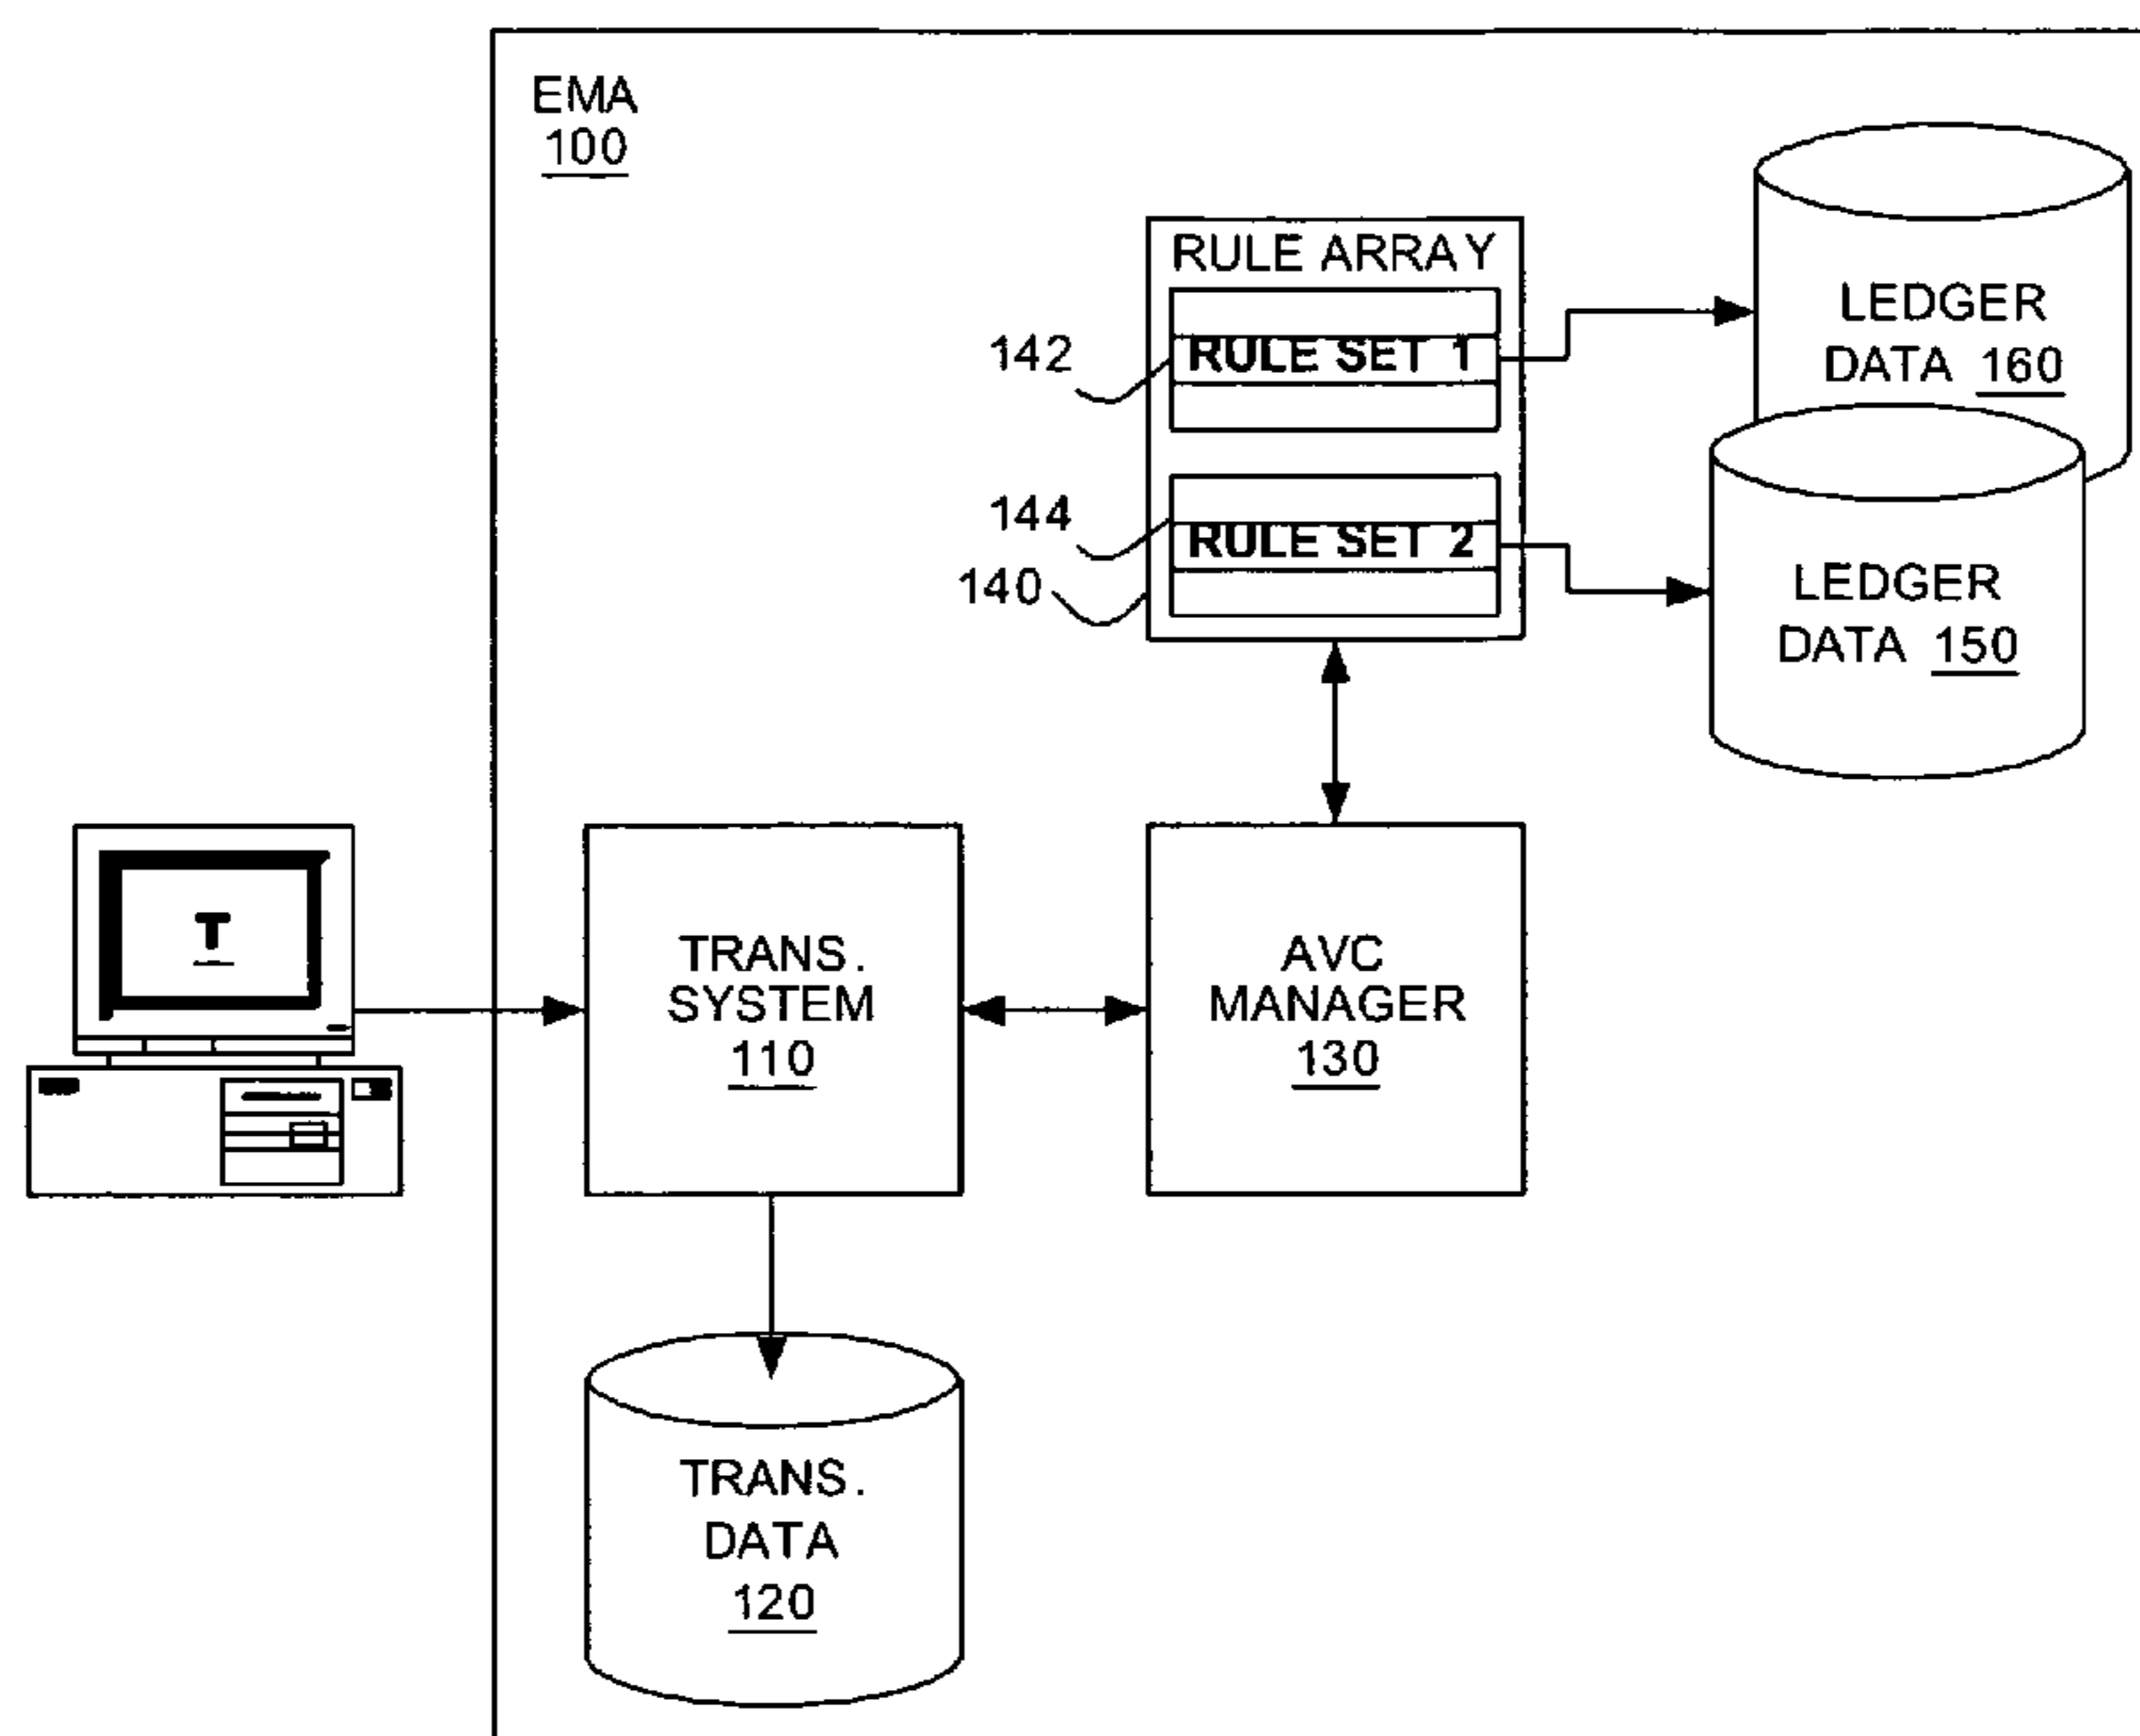 EMA
100
RULE ARRAY
142
RULE SET 1
144
RULE SET 2
140
LEDGER
DATA 160
LEDGER
DATA 150
T
TRANS.
SYSTEM
110
AVC
MANAGER
130
TRANS.
DATA
120